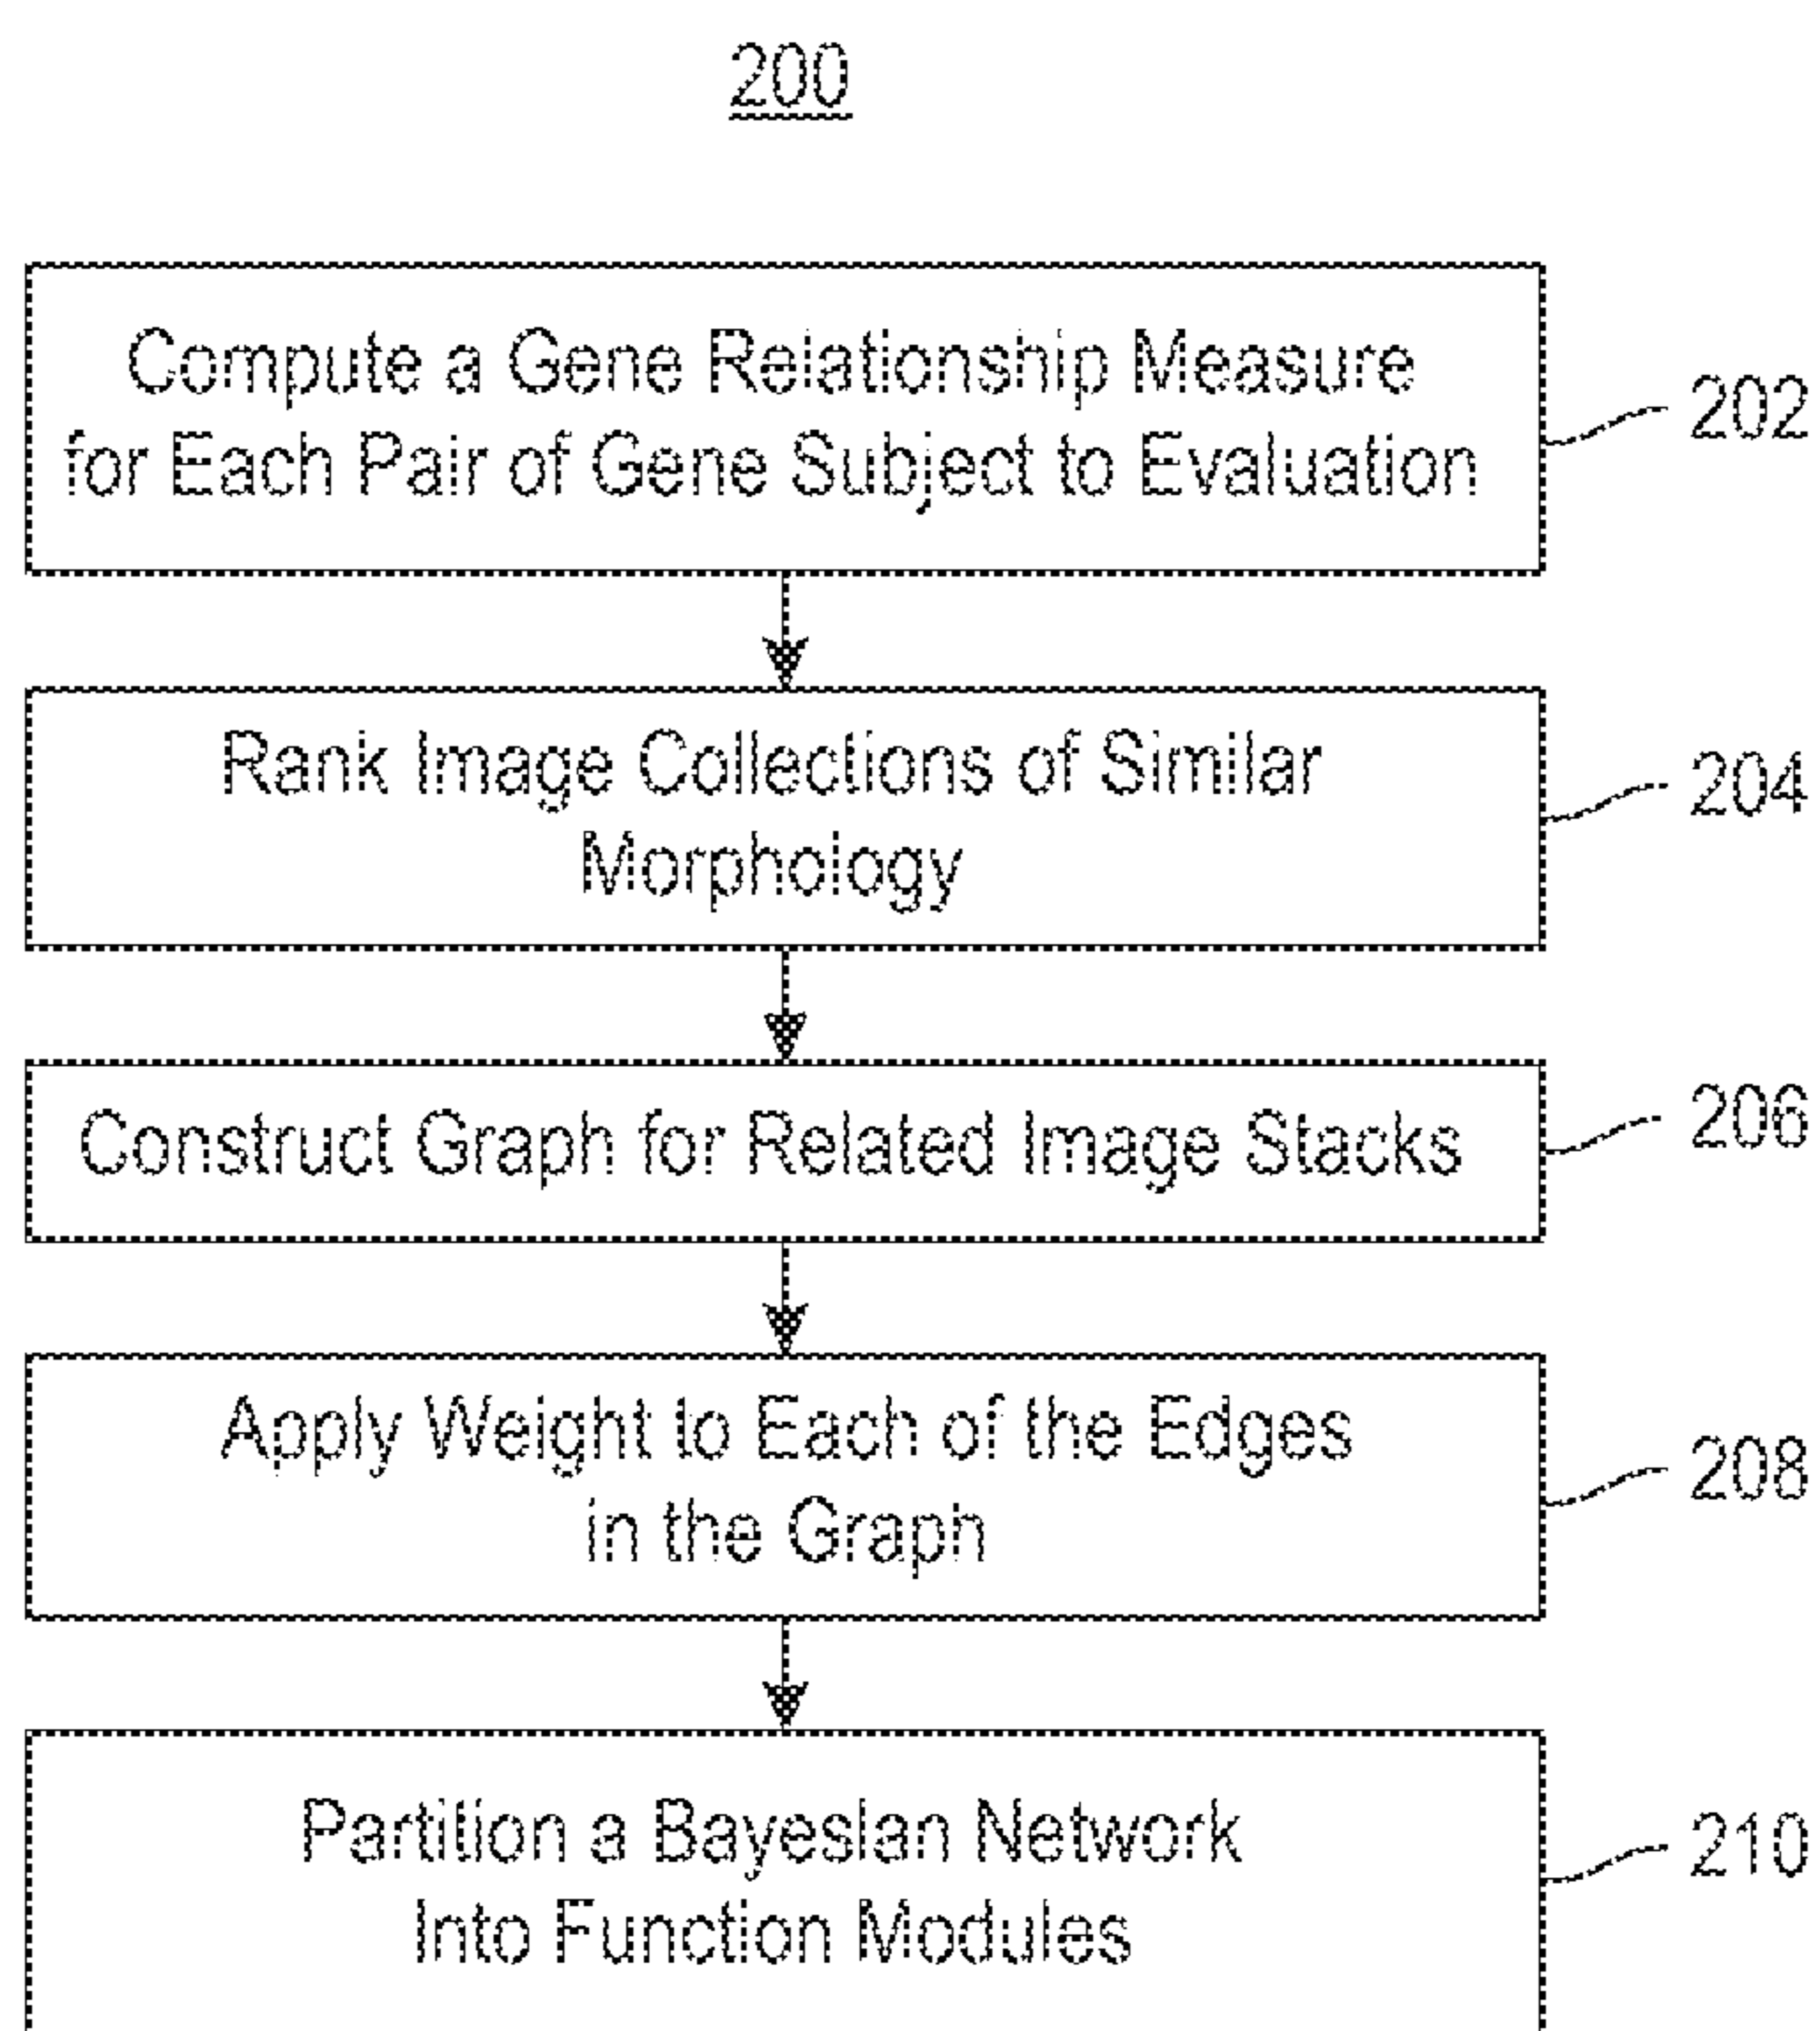 200
Compute a Gene Relationship Measure
for Each Pair of Gene Subject to Evaluation
202
Rank Image Collections of Similar
Morphology
204
Construct Graph for Related Image Stacks
206
Apply Weight to Each of the Edges
in the Graph
208
Partition a Bayesian Network
Into Function Modules
210